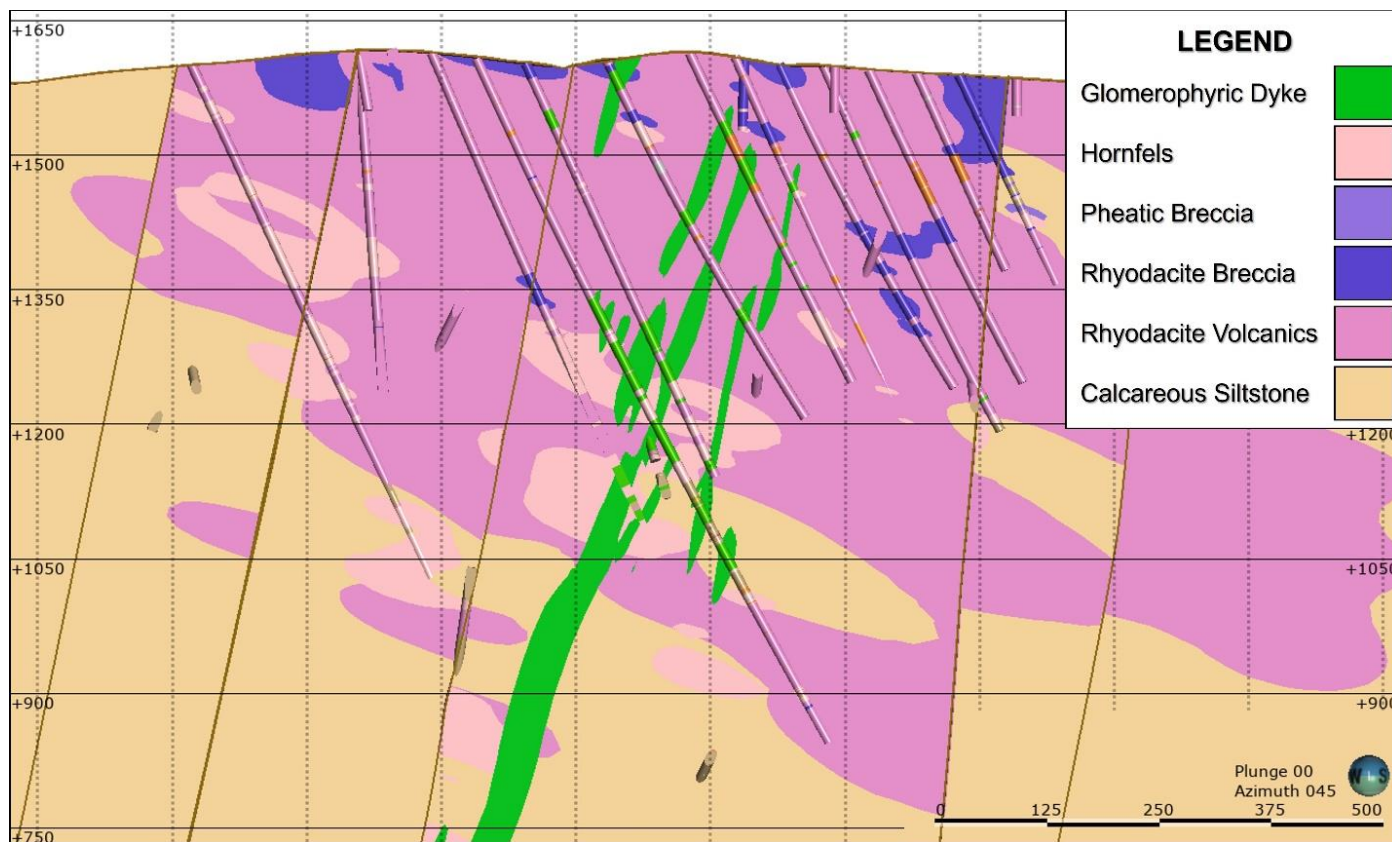 +1650
LEGEND
Glomerophyric Dyke
Hornfels
+1500
Pheatic Breccia
Rhyodacite Breccia
+1350
Rhyodacite Volcanics
Calcareous Siltstone
+1200
+1200
+1050
+1050
+900
+900
Plunge 00
Azimuth 045
W S
0 125 250 375 500
+750